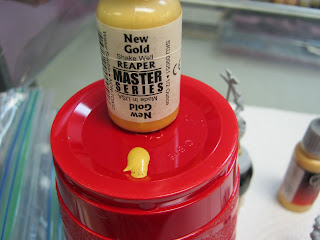 New
Gold
Shake Well
REAPER
MASTER
SERIES
Made in USA
New
Gold